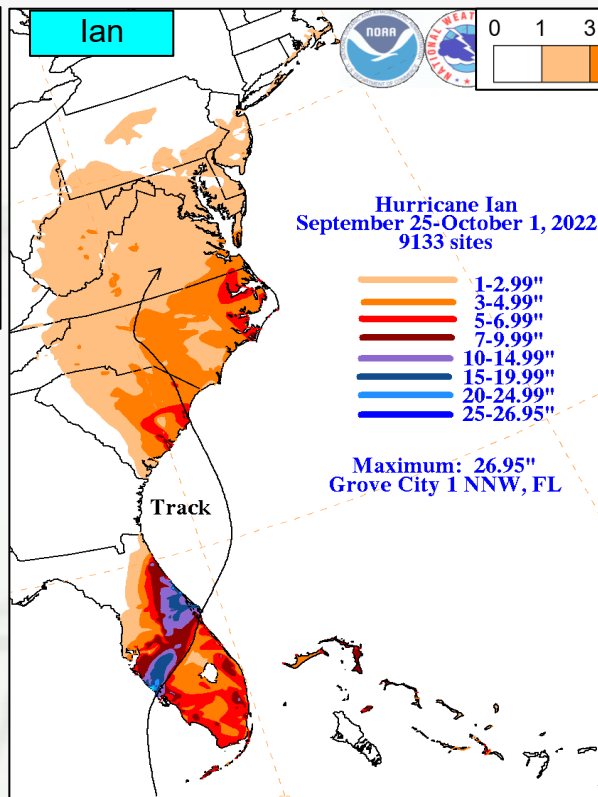 Ian
NOAA
0 1 3
Hurricane Ian
September 25-October 1, 2022
9133 sites
1-2.99"
3-4.99"
5-6.99"
7-9.99"
10-14.99"
15-19.99"
20-24.99"
25-26.95"
Maximum: 26.95"
Grove City 1 NNW, FL
Track